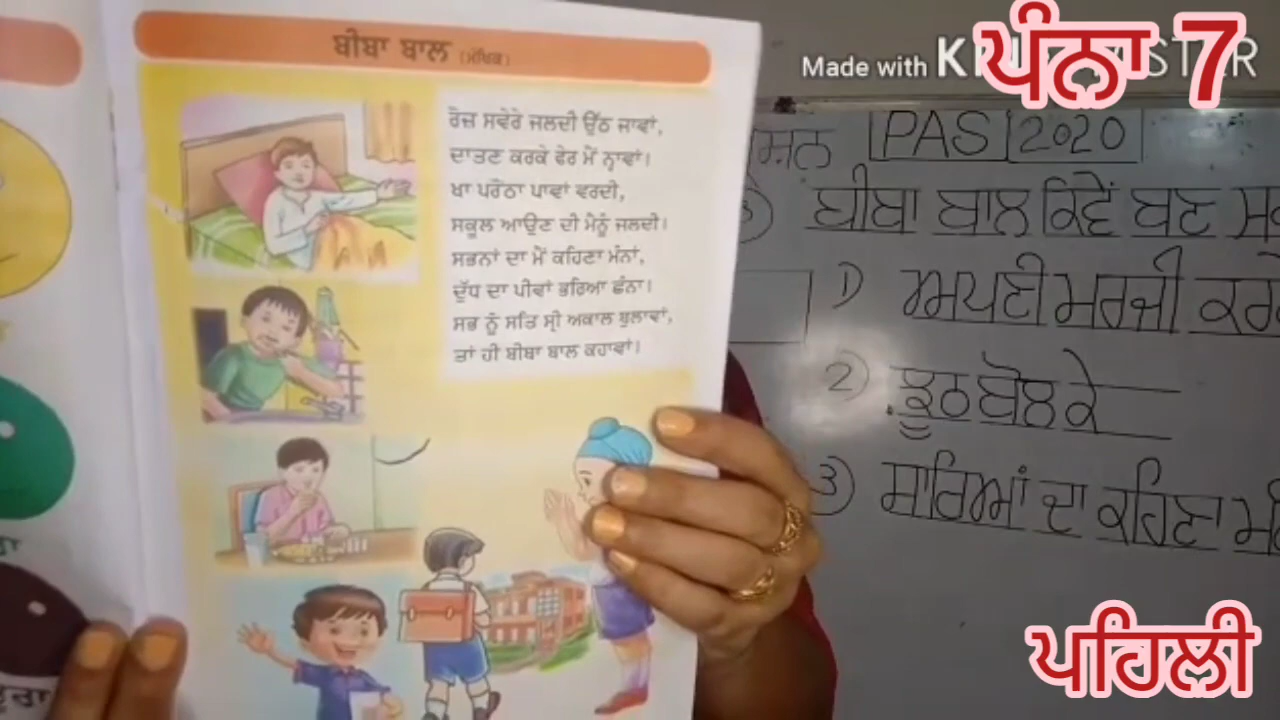 ਬੀਬਾ ਬਾਲ (ਮੌਖਿਕ)
ਰੋਜ਼ ਸਵੇਰੇ ਜਲਦੀ ਉੱਠ ਜਾਵਾਂ,
ਦਾਤਣ ਕਰਕੇ ਫੇਰ ਮੈਂ ਨ੍ਹਾਵਾਂ।
ਖਾ ਪਰੌਂਠਾ ਪਾਵਾਂ ਵਰਦੀ,
ਸਕੂਲ ਆਉਣ ਦੀ ਮੈਨੂੰ ਜਲਦੀ।
ਸਭਨਾਂ ਦਾ ਮੈਂ ਕਹਿਣਾ ਮੰਨਾਂ,
ਦੁੱਧ ਦਾ ਪੀਵਾਂ ਭਰਿਆ ਛੰਨਾ।
ਸਭ ਨੂੰ ਸਤਿ ਸ੍ਰੀ ਅਕਾਲ ਬੁਲਾਵਾਂ,
ਤਾਂ ਹੀ ਬੀਬਾ ਬਾਲ ਕਹਾਵਾਂ।
Made with
ਪੰਨਾ 7
PAS 2020
ਬੀਬਾ ਬਾਲ ਕਿਵੇਂ ਬਣ
1) ਅਪਣੀ ਮਰਜੀ
2) ਝੂਠ ਬੋਲ ਕੇ
3) ਸਾਰਿਆਂ ਦਾ ਕਹਿਣਾ
ਪਹਿਲੀ